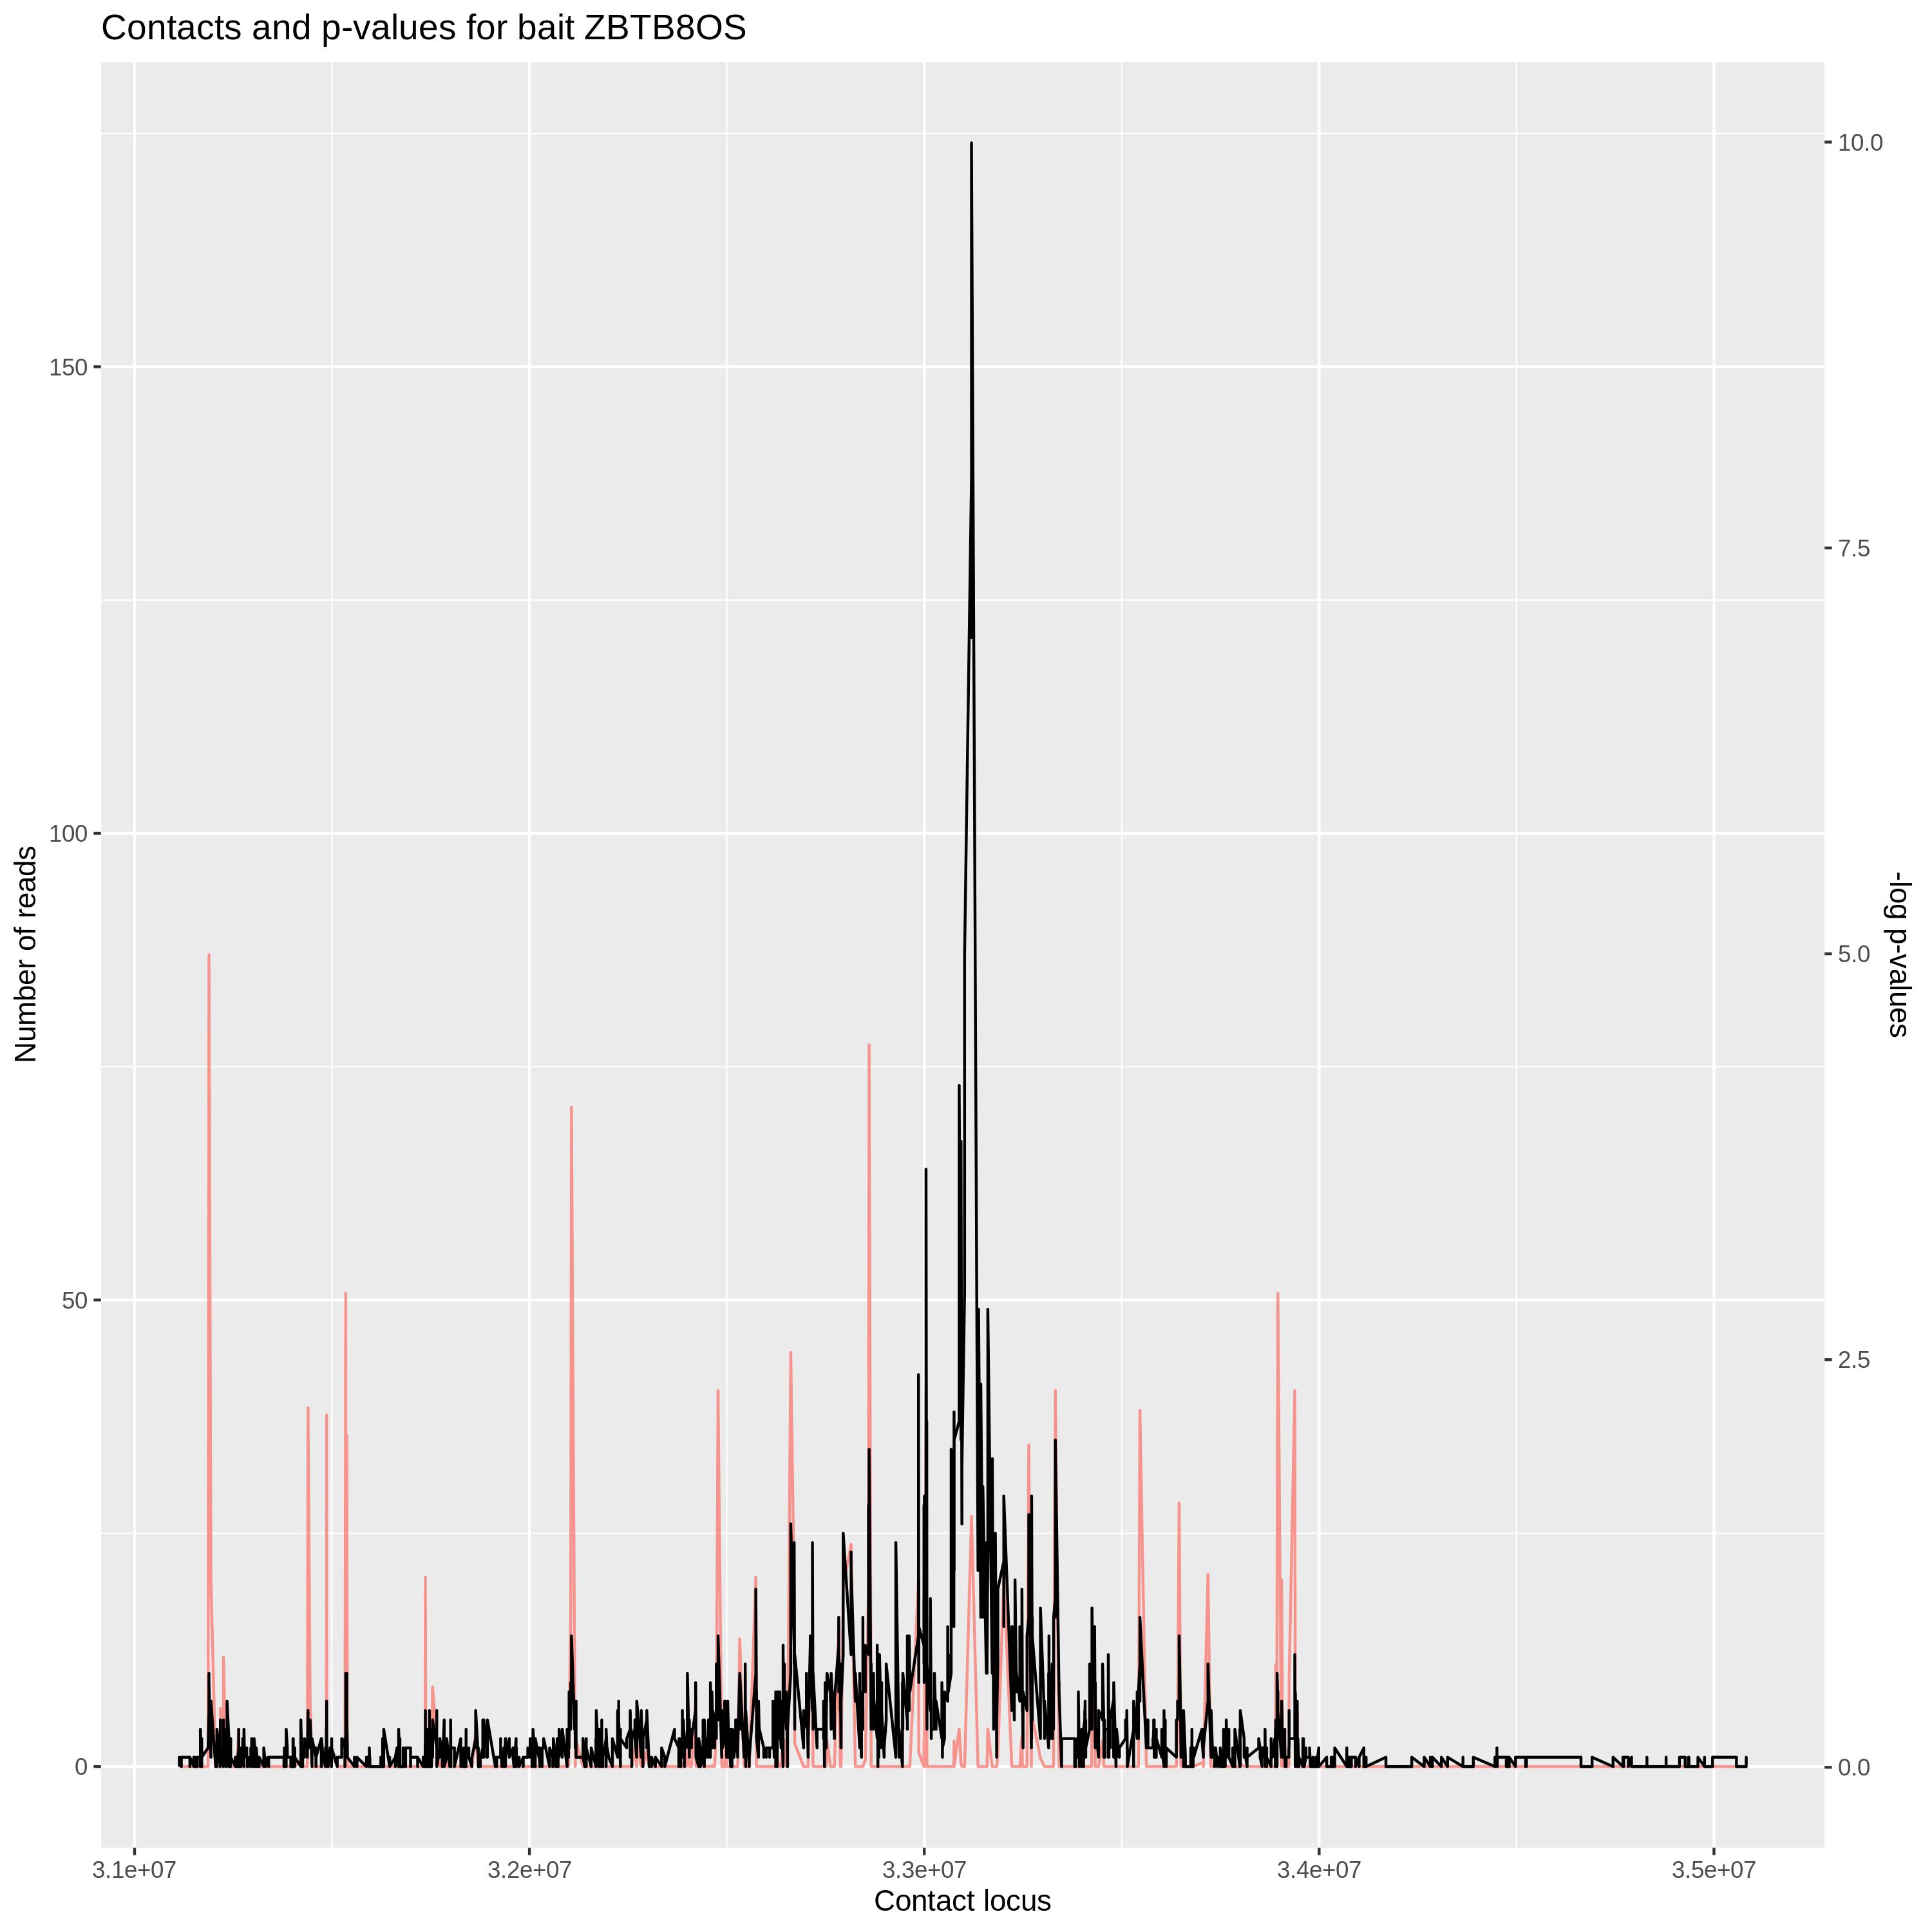 Contacts and p-values for bait ZBTB8OS
150
100
50
0
Number of reads
10.0
7.5
5.0
2.5
0.0
-log p-values
3.1e+07
3.2e+07
3.3e+07
3.4e+07
3.5e+07
Contact locus